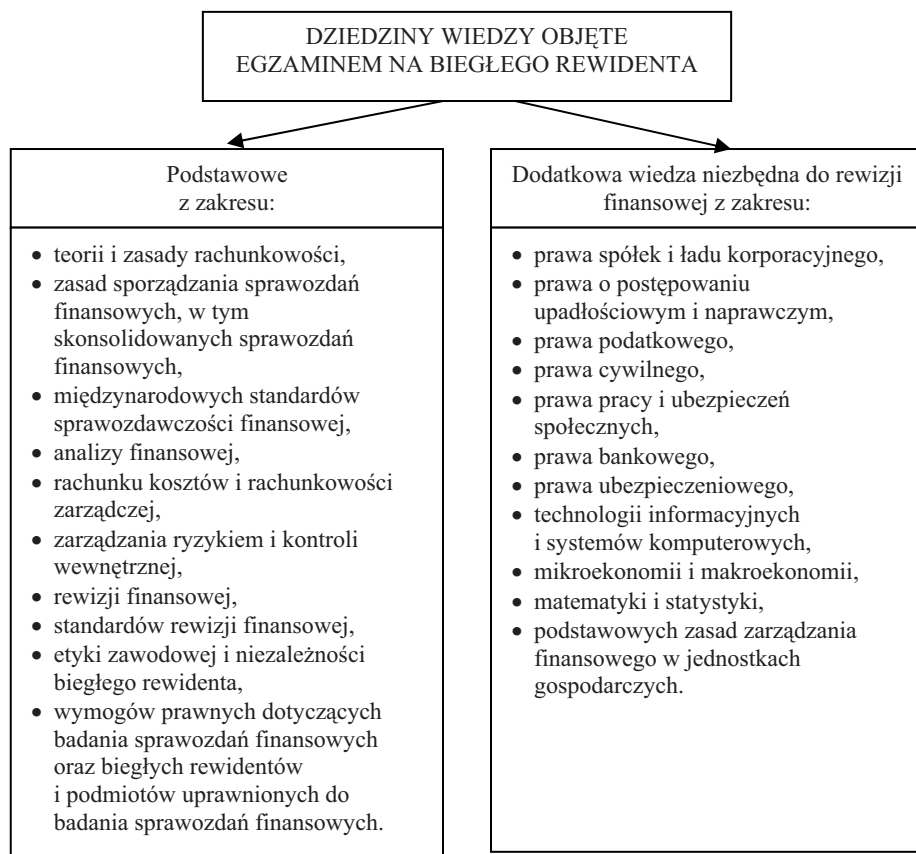 DZIEDZINY WIEDZY OBJĘTE
EGZAMINEM NA BIEGŁEGO REWIDENTA
Podstawowe
z zakresu:
• teorii i zasady rachunkowości,
• zasad sporządzania sprawozdań
finansowych, w tym
skonsolidowanych sprawozdań
finansowych,
• międzynarodowych standardów
sprawozdawczości finansowej,
• analizy finansowej,
• rachunku kosztów i rachunkowości
zarządczej,
• zarządzania ryzykiem i kontroli
wewnętrznej,
• rewizji finansowej,
• standardów rewizji finansowej,
• etyki zawodowej i niezależności
biegłego rewidenta,
• wymogów prawnych dotyczących
badania sprawozdań finansowych
oraz biegłych rewidentów
i podmiotów uprawnionych do
badania sprawozdań finansowych.
Dodatkowa wiedza niezbędna do rewizji
finansowej z zakresu:
• prawa spółek i ładu korporacyjnego,
• prawa o postępowaniu
upadłościowym i naprawczym,
• prawa podatkowego,
• prawa cywilnego,
• prawa pracy i ubezpieczeń
społecznych,
• prawa bankowego,
• prawa ubezpieczeniowego,
• technologii informacyjnych
i systemów komputerowych,
• mikroekonomii i makroekonomii,
• matematyki i statystyki,
• podstawowych zasad zarządzania
finansowego w jednostkach
gospodarczych.